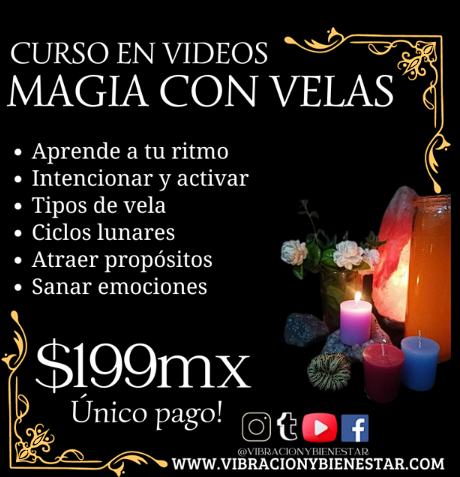 CURSO EN VIDEOS
MAGIA CON VELAS
• Aprende a tu ritmo
• Intencionar y activar
• Tipos de vela
• Ciclos lunares
• Atraer propósitos
• Sanar emociones
$199mx
Único pago!
@VIBRACIONYBIENESTAR
WWW.VIBRACIONYBIENESTAR.COM